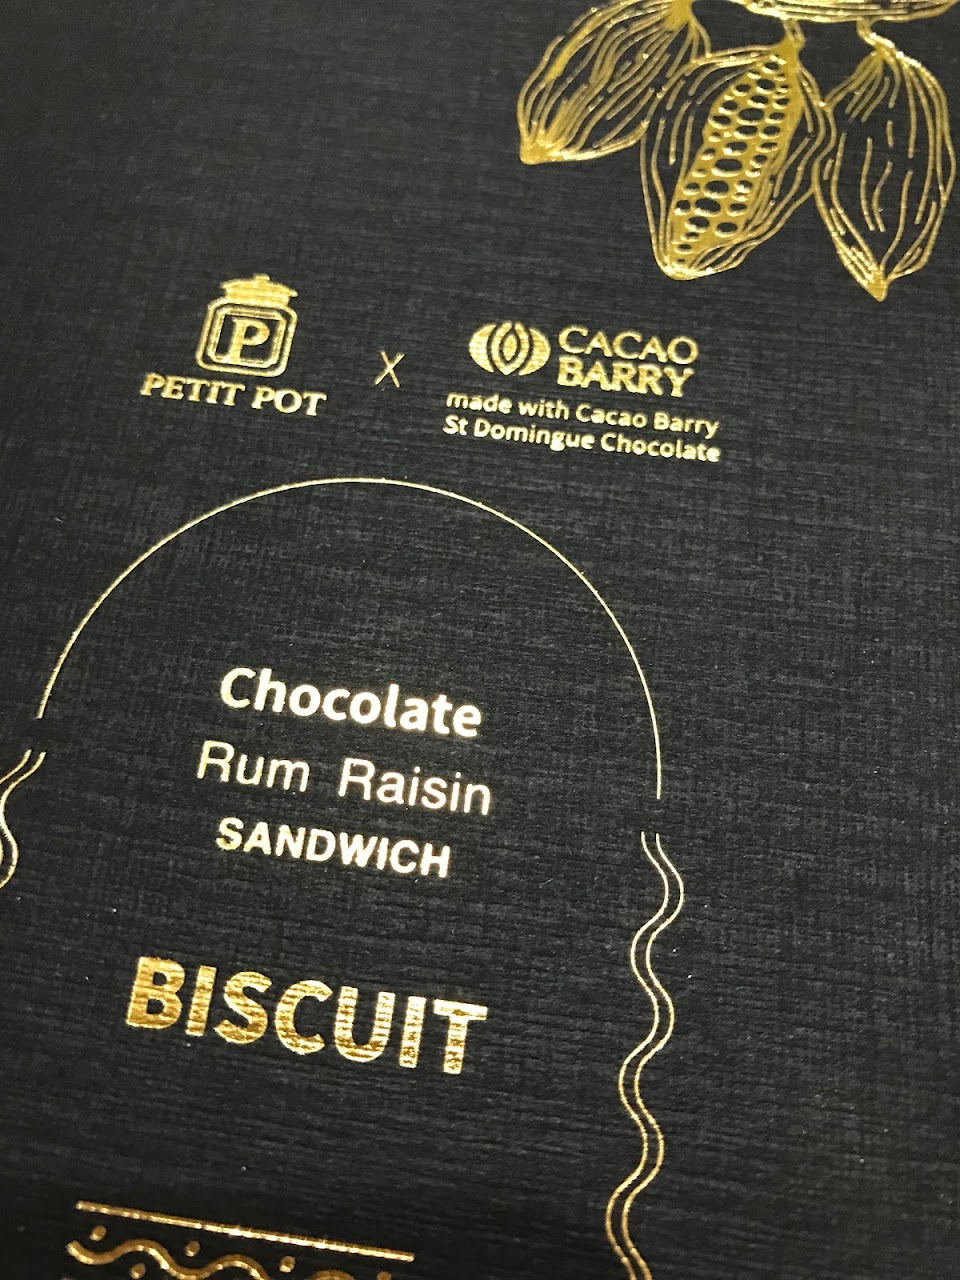 P
PETIT POT
X
CACAO
BARRY
made with Cacao Barry
St Domingue Chocolate
Chocolate
Rum Raisin
SANDWICH
BISCUIT